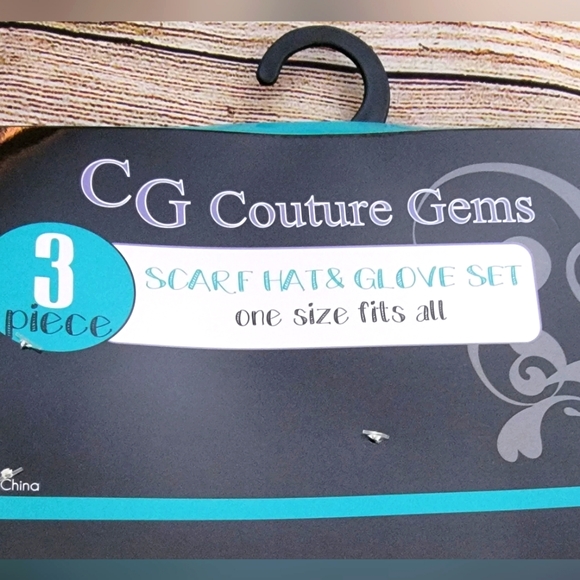 CG Couture Gems
3
piece
SCARF HAT & GLOVE SET
one size fits all
China